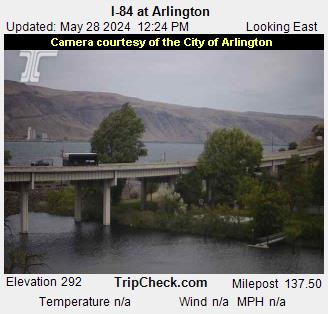 I-84 at Arlington
Updated: May 28 2024 12:24 PM Looking East
Camera courtesy of the City of Arlington
Elevation 292 TripCheck.com Milepost 137.50
Temperature n/a Wind n/a MPH n/a